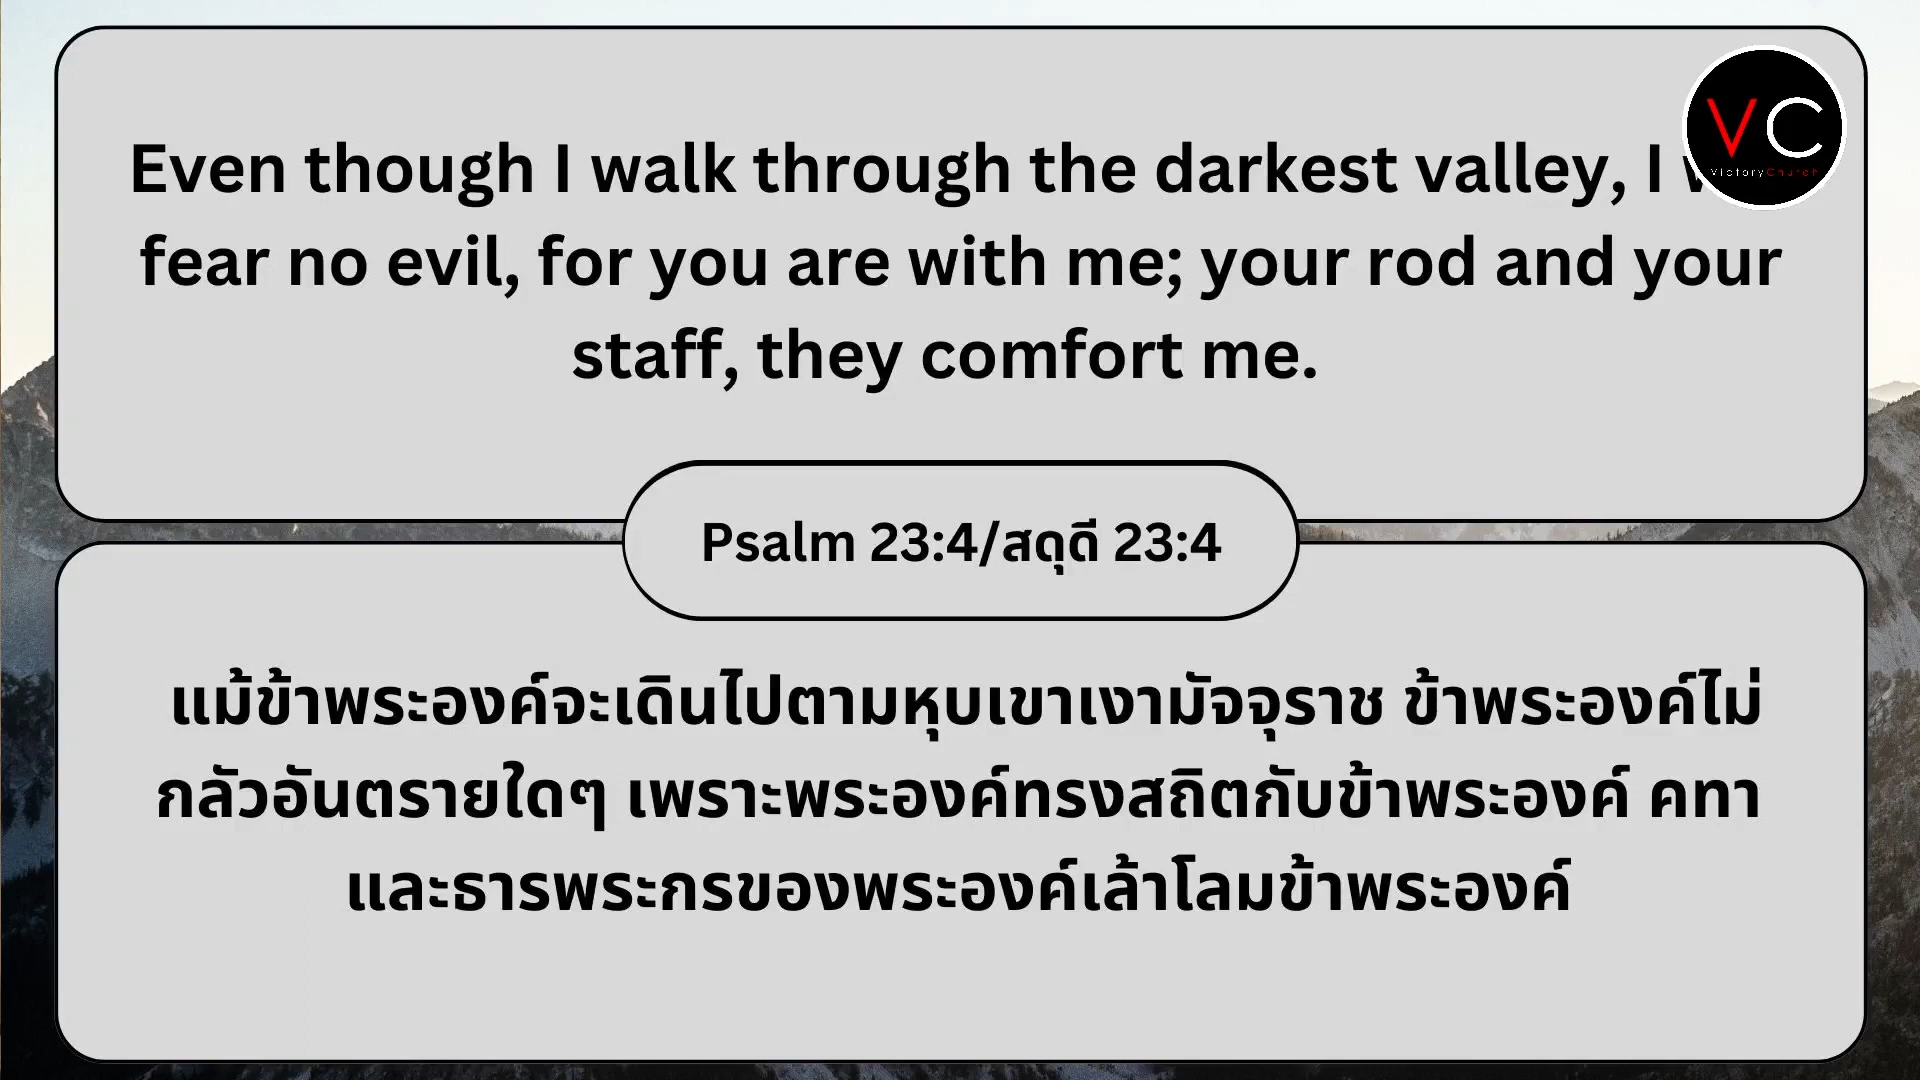 Even though I walk through the darkest valley, I
fear no evil, for you are with me; your rod and your
staff, they comfort me.
VC
VictoryChurch
Psalm 23:4/สดุดี 23:4
แม้ข้าพระองค์จะเดินไปตามหุบเขาเงามัจจุราช ข้าพระองค์ไม่
กลัวอันตรายใดๆ เพราะพระองค์ทรงสถิตกับข้าพระองค์ คทา
และธารพระกรของพระองค์เล้าโลมข้าพระองค์